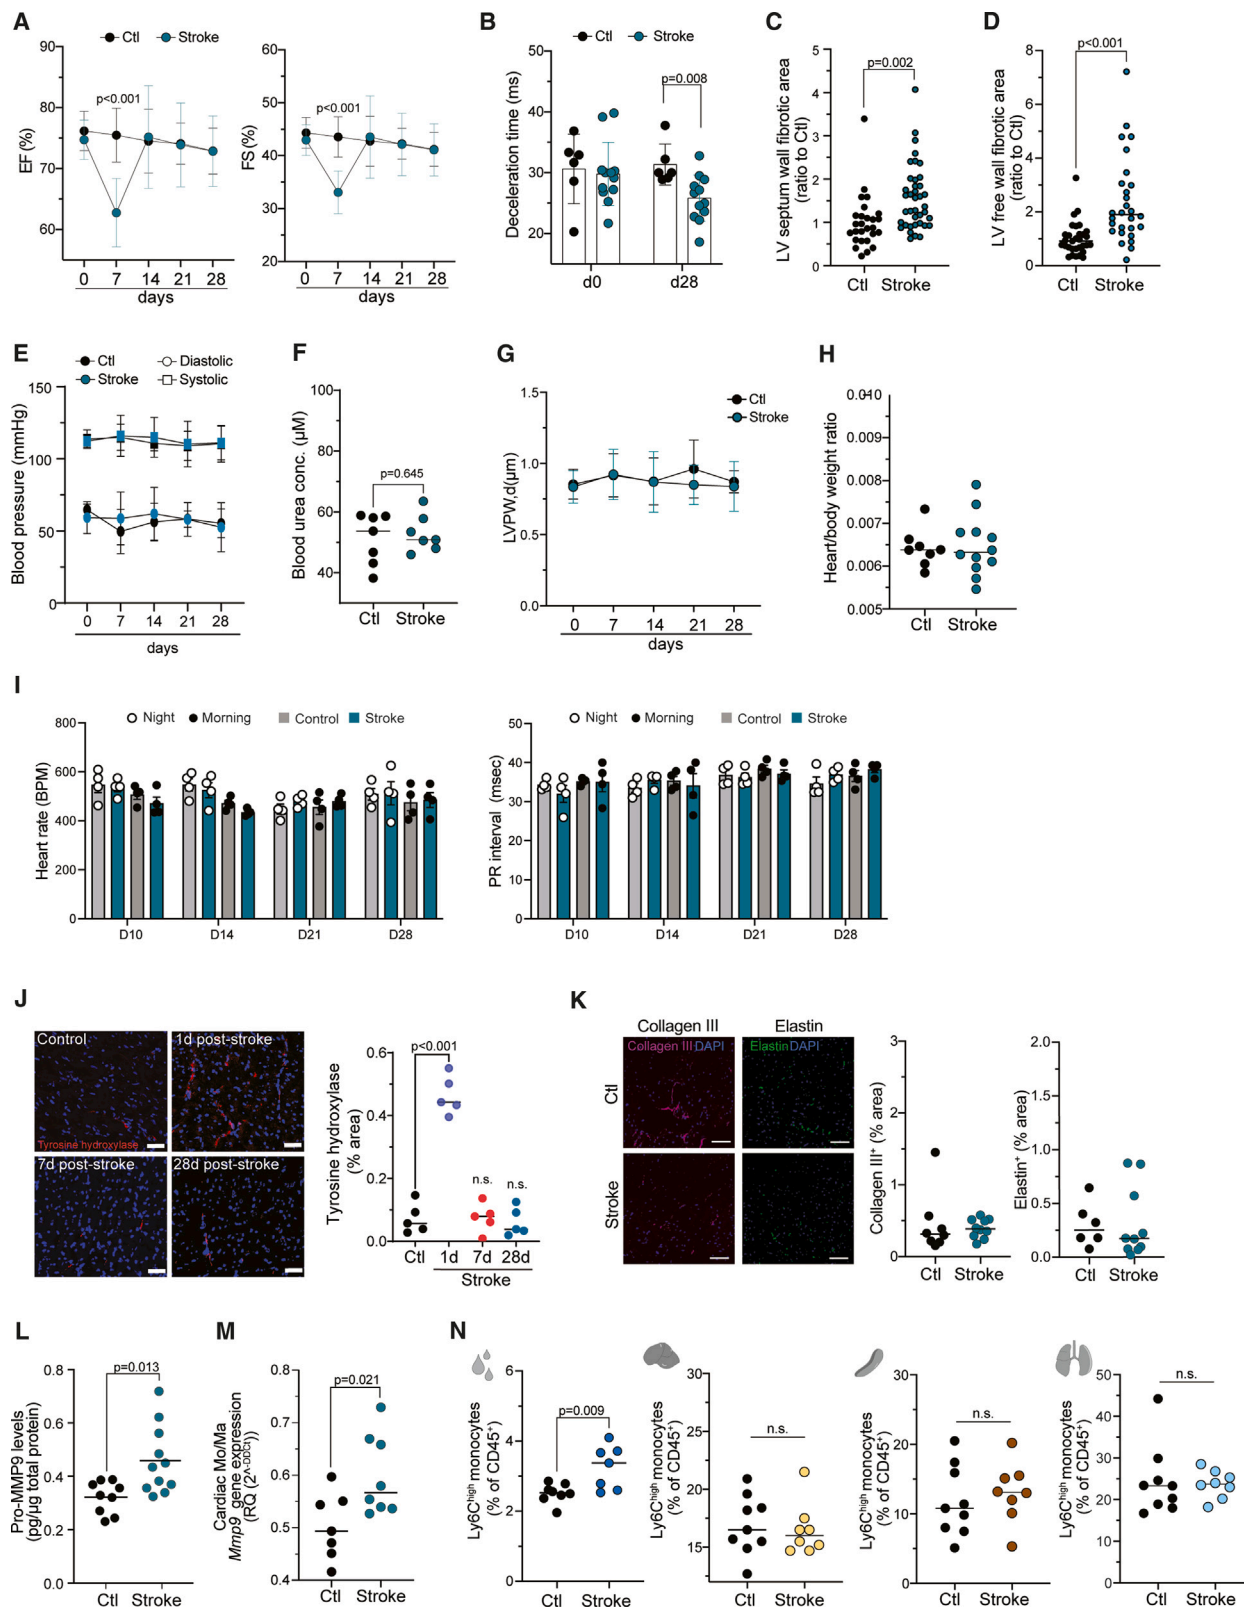 A
Ctl Stroke
90
80
70
60
EF (%)
p<0.001
0 7 14 21 28
days
60
50
40
30
20
FS (%)
p<0.001
0 7 14 21 28
days
B
Ctl Stroke
50
40
30
20
Deceleration time (ms)
p=0.008
d0 d28
C
5
4
3
2
1
0
LV septum wall fibrotic area
(ratio to Ctl)
p=0.002
Ctl Stroke
D
8
6
4
2
0
LV free wall fibrotic area
(ratio to Ctl)
p<0.001
Ctl Stroke
E
Ctl Diastolic
Stroke Systolic
150
100
50
0
Blood pressure (mmHg)
0 7 14 21 28
days
F
100
80
60
40
Blood urea conc. (µM)
p=0.645
Ctl Stroke
G
Ctl
Stroke
1.5
1.0
0.5
0.0
LVPW,d(µm)
0 7 14 21 28
days
H
0.010
0.009
0.008
0.007
0.006
0.005
Heart/body weight ratio
Ctl Stroke
I
Night Morning Control Stroke
800
600
400
200
0
Heart rate (BPM)
D10 D14 D21 D28
Night Morning Control Stroke
50
40
30
20
10
0
PR interval (msec)
D10 D14 D21 D28
J
Control
1d post-stroke
Tyrosine hydroxylase
7d post-stroke
28d post-stroke
0.6
0.4
0.2
0.0
Tyrosine hydroxylase
(% area)
p<0.001
n.s. n.s.
Ctl 1d 7d 28d
Stroke
K
Collagen III Elastin
Collagen III DAPI
ElastinDAPI
Ctl
Stroke
3
2
1
0
Collagen III⁺ (% area)
Ctl Stroke
2.0
1.5
1.0
0.5
0.0
Elastin⁺ (% area)
Ctl Stroke
L
0.8
0.6
0.4
0.2
0.0
Pro-MMP9 levels
(pg/µg total protein)
p=0.013
Ctl Stroke
M
0.8
0.7
0.6
0.5
0.4
Cardiac Mo/Ma
Mmp9 gene expression
(RQ (2^-DDCt))
p=0.021
Ctl Stroke
N
6
4
2
0
Ly6C^high monocytes
(% of CD45⁺)
p=0.009
Ctl Stroke
30
25
20
15
Ly6C^high monocytes
(% of CD45⁺)
n.s.
Ctl Stroke
30
20
10
0
Ly6C^high monocytes
(% of CD45⁺)
n.s.
Ctl Stroke
50
40
30
20
10
0
Ly6C^high monocytes
(% of CD45⁺)
n.s.
Ctl Stroke